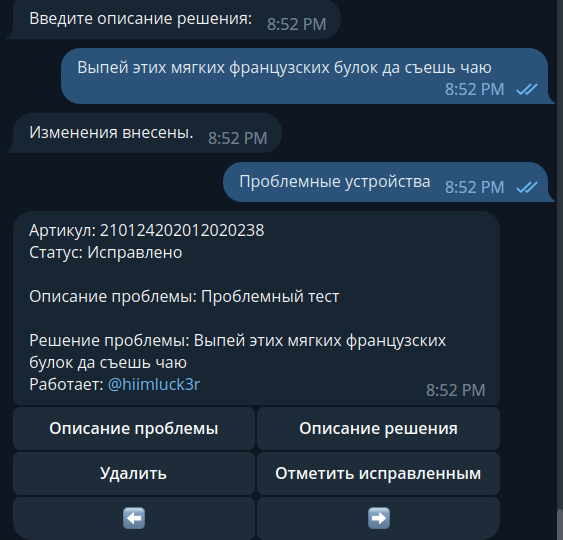 Введите описание решения: 8:52 PM
Выпей этих мягких французских булок да съешь чаю
8:52 PM
Изменения внесены. 8:52 PM
Проблемные устройства 8:52 PM
Артикул: 210124202012020238
Статус: Исправлено
Описание проблемы: Проблемный тест
Решение проблемы: Выпей этих мягких французских
булок да съешь чаю
Работает: @hiimluck3r
8:52 PM
Описание проблемы Описание решения
Удалить Отметить исправленным